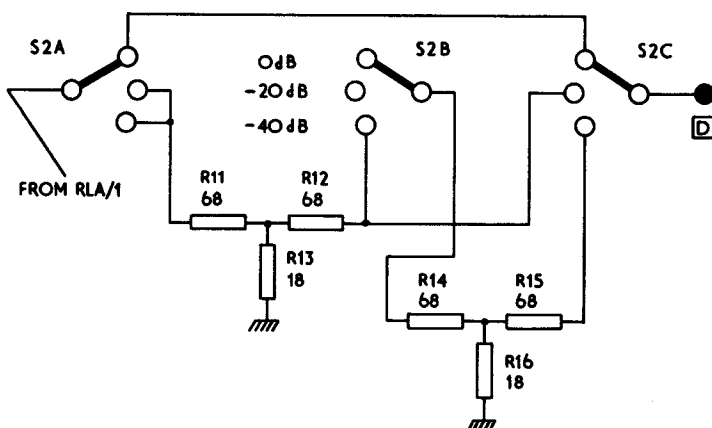 S2A
0dB
-20dB
-40dB
S2B
S2C
D
FROM RLA/1
R11
68
R12
68
R13
18
R14
68
R15
68
R16
18